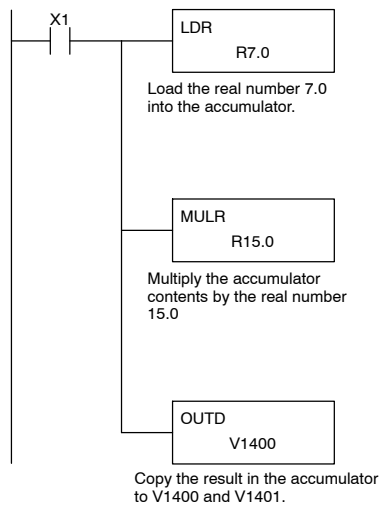 X1
LDR
R7.0
Load the real number 7.0
into the accumulator.
MULR
R15.0
Multiply the accumulator
contents by the real number
15.0
OUTD
V1400
Copy the result in the accumulator
to V1400 and V1401.